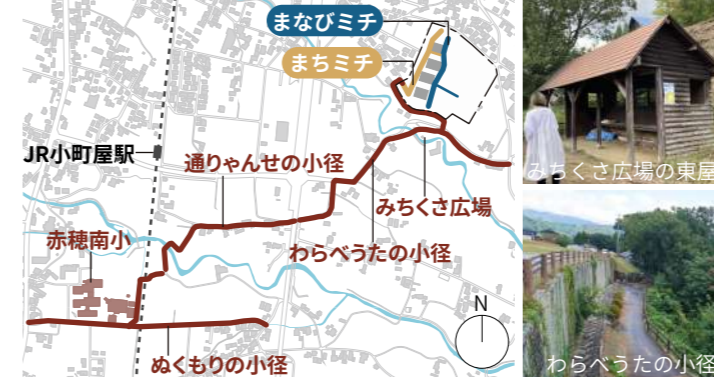 まなびミチ
まちミチ
JR小町屋駅
通りゃんせの小径
みちくさ広場
赤穂南小
わらべうたの小径
ぬくもりの小径
N
みちくさ広場の東屋
わらべうたの小径